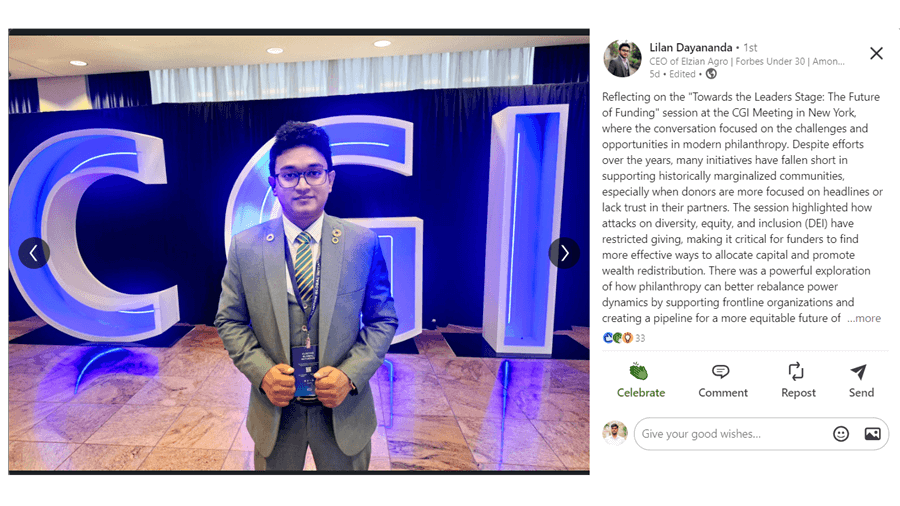 CGI
Lilan Dayananda • 1st
CEO of Elzian Agro | Forbes Under 30 | Amon...
5d • Edited •
Reflecting on the "Towards the Leaders Stage: The Future
of Funding" session at the CGI Meeting in New York,
where the conversation focused on the challenges and
opportunities in modern philanthropy. Despite efforts
over the years, many initiatives have fallen short in
supporting historically marginalized communities,
especially when donors are more focused on headlines or
lack trust in their partners. The session highlighted how
attacks on diversity, equity, and inclusion (DEI) have
restricted giving, making it critical for funders to find
more effective ways to allocate capital and promote
wealth redistribution. There was a powerful exploration
of how philanthropy can better rebalance power
dynamics by supporting frontline organizations and
creating a pipeline for a more equitable future of ...more
33
Celebrate Comment Repost Send
Give your good wishes...